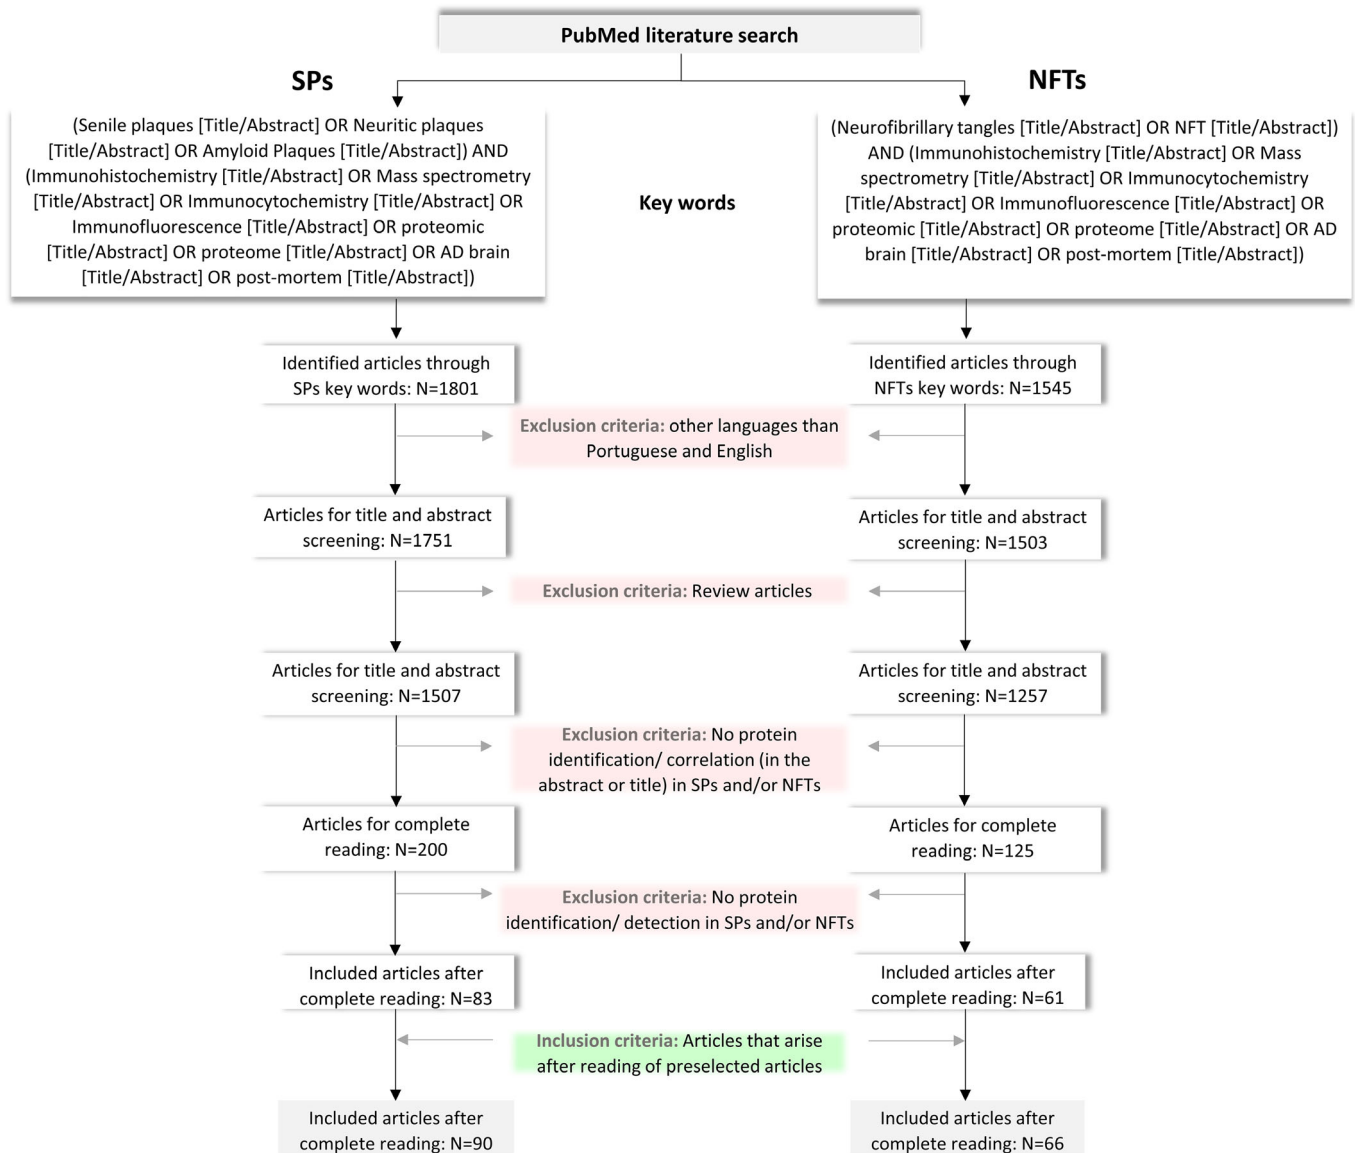 PubMed literature search
SPs
NFTs
(Senile plaques [Title/Abstract] OR Neuritic plaques
[Title/Abstract] OR Amyloid Plaques [Title/Abstract]) AND
(Immunohistochemistry [Title/Abstract] OR Mass spectrometry
[Title/Abstract] OR Immunocytochemistry [Title/Abstract] OR
Immunofluorescence [Title/Abstract] OR proteomic
[Title/Abstract] OR proteome [Title/Abstract] OR AD brain
[Title/Abstract] OR post-mortem [Title/Abstract])
Key words
(Neurofibrillary tangles [Title/Abstract] OR NFT [Title/Abstract])
AND (Immunohistochemistry [Title/Abstract] OR Mass
spectrometry [Title/Abstract] OR Immunocytochemistry
[Title/Abstract] OR Immunofluorescence [Title/Abstract] OR
proteomic [Title/Abstract] OR proteome [Title/Abstract] OR AD
brain [Title/Abstract] OR post-mortem [Title/Abstract])
Identified articles through
SPs key words: N=1801
Identified articles through
NFTs key words: N=1545
Exclusion criteria: other languages than
Portuguese and English
Articles for title and abstract
screening: N=1751
Articles for title and abstract
screening: N=1503
Exclusion criteria: Review articles
Articles for title and abstract
screening: N=1507
Articles for title and abstract
screening: N=1257
Exclusion criteria: No protein
identification/ correlation (in the
abstract or title) in SPs and/or NFTs
Articles for complete
reading: N=200
Articles for complete
reading: N=125
Exclusion criteria: No protein
identification/ detection in SPs and/or NFTs
Included articles after
complete reading: N=83
Included articles after
complete reading: N=61
Inclusion criteria: Articles that arise
after reading of preselected articles
Included articles after
complete reading: N=90
Included articles after
complete reading: N=66